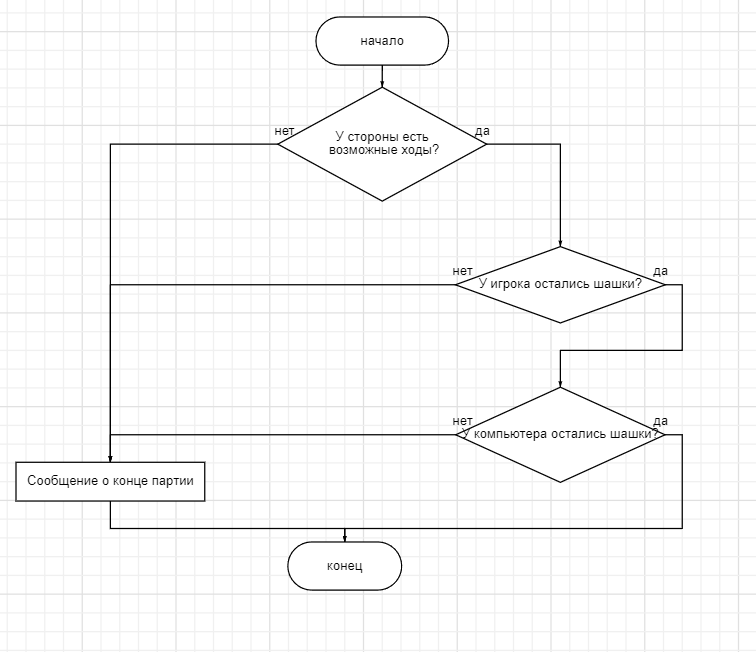 начало
нет
да
У стороны есть
возможные ходы?
нет
да
У игрока остались шашки?
нет
да
У компьютера остались шашки?
Сообщение о конце партии
конец